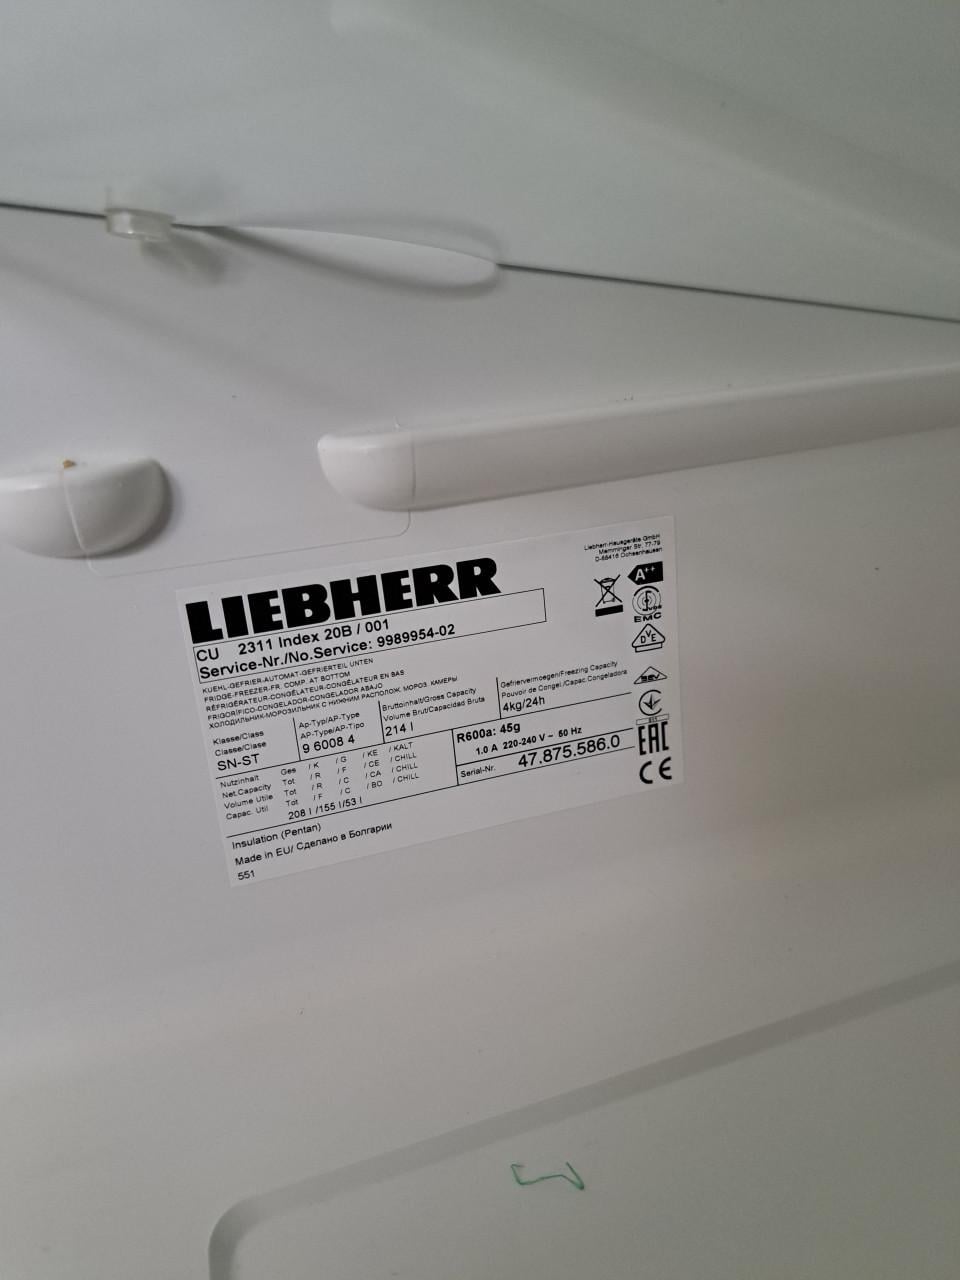 Liebherr-Hausgeräte GmbH
Memminger Str. 77-79
D-88416 Ochsenhausen
LIEBHERR
A++
CU 2311 Index 20B / 001
Service-Nr./No.Service: 9989954-02
EMC
DVE
KUEHL-GEFRIER-AUTOMAT-GEFRIERTEIL UNTEN
FRIDGE-FREEZER-FR. COMP. AT BOTTOM
RÉFRIGÉRATEUR-CONGÉLATEUR-CONGÉLATEUR EN BAS
FRIGORÍFICO-CONGELADOR-CONGELADOR ABAJO
ХОЛОДИЛЬНИК-МОРОЗИЛЬНИК С НИЖНИМ РАСПОЛОЖ. МОРОЗ. КАМЕРЫ
Klasse/Class
Classe/Clase
SN-ST
Ap-Typ/AP-Type
AP-Type/AP-Tipo
9 6008 4
Bruttoinhalt/Gross Capacity
Volume Brut/Capacidad Bruta
214 l
Gefriervermoegen/Freezing Capacity
Pouvoir de Congel./Capac.Congeladora
4kg/24h
Nutzinhalt Ges / K / G / KE / KALT
Net.Capacity Tot / R / F / CE / CHILL
Volume Utile Tot / R / C / CA / CHILL
Capac. Util Tot / F / C / BO / CHILL
208 l /155 l/53 l
R600a: 45g
1.0 A 220-240 V ~ 50 Hz
Serial-Nr. 47.875.586.0
EAC
CE
Insulation (Pentan)
Made in EU/ Сделано в Болгарии
551